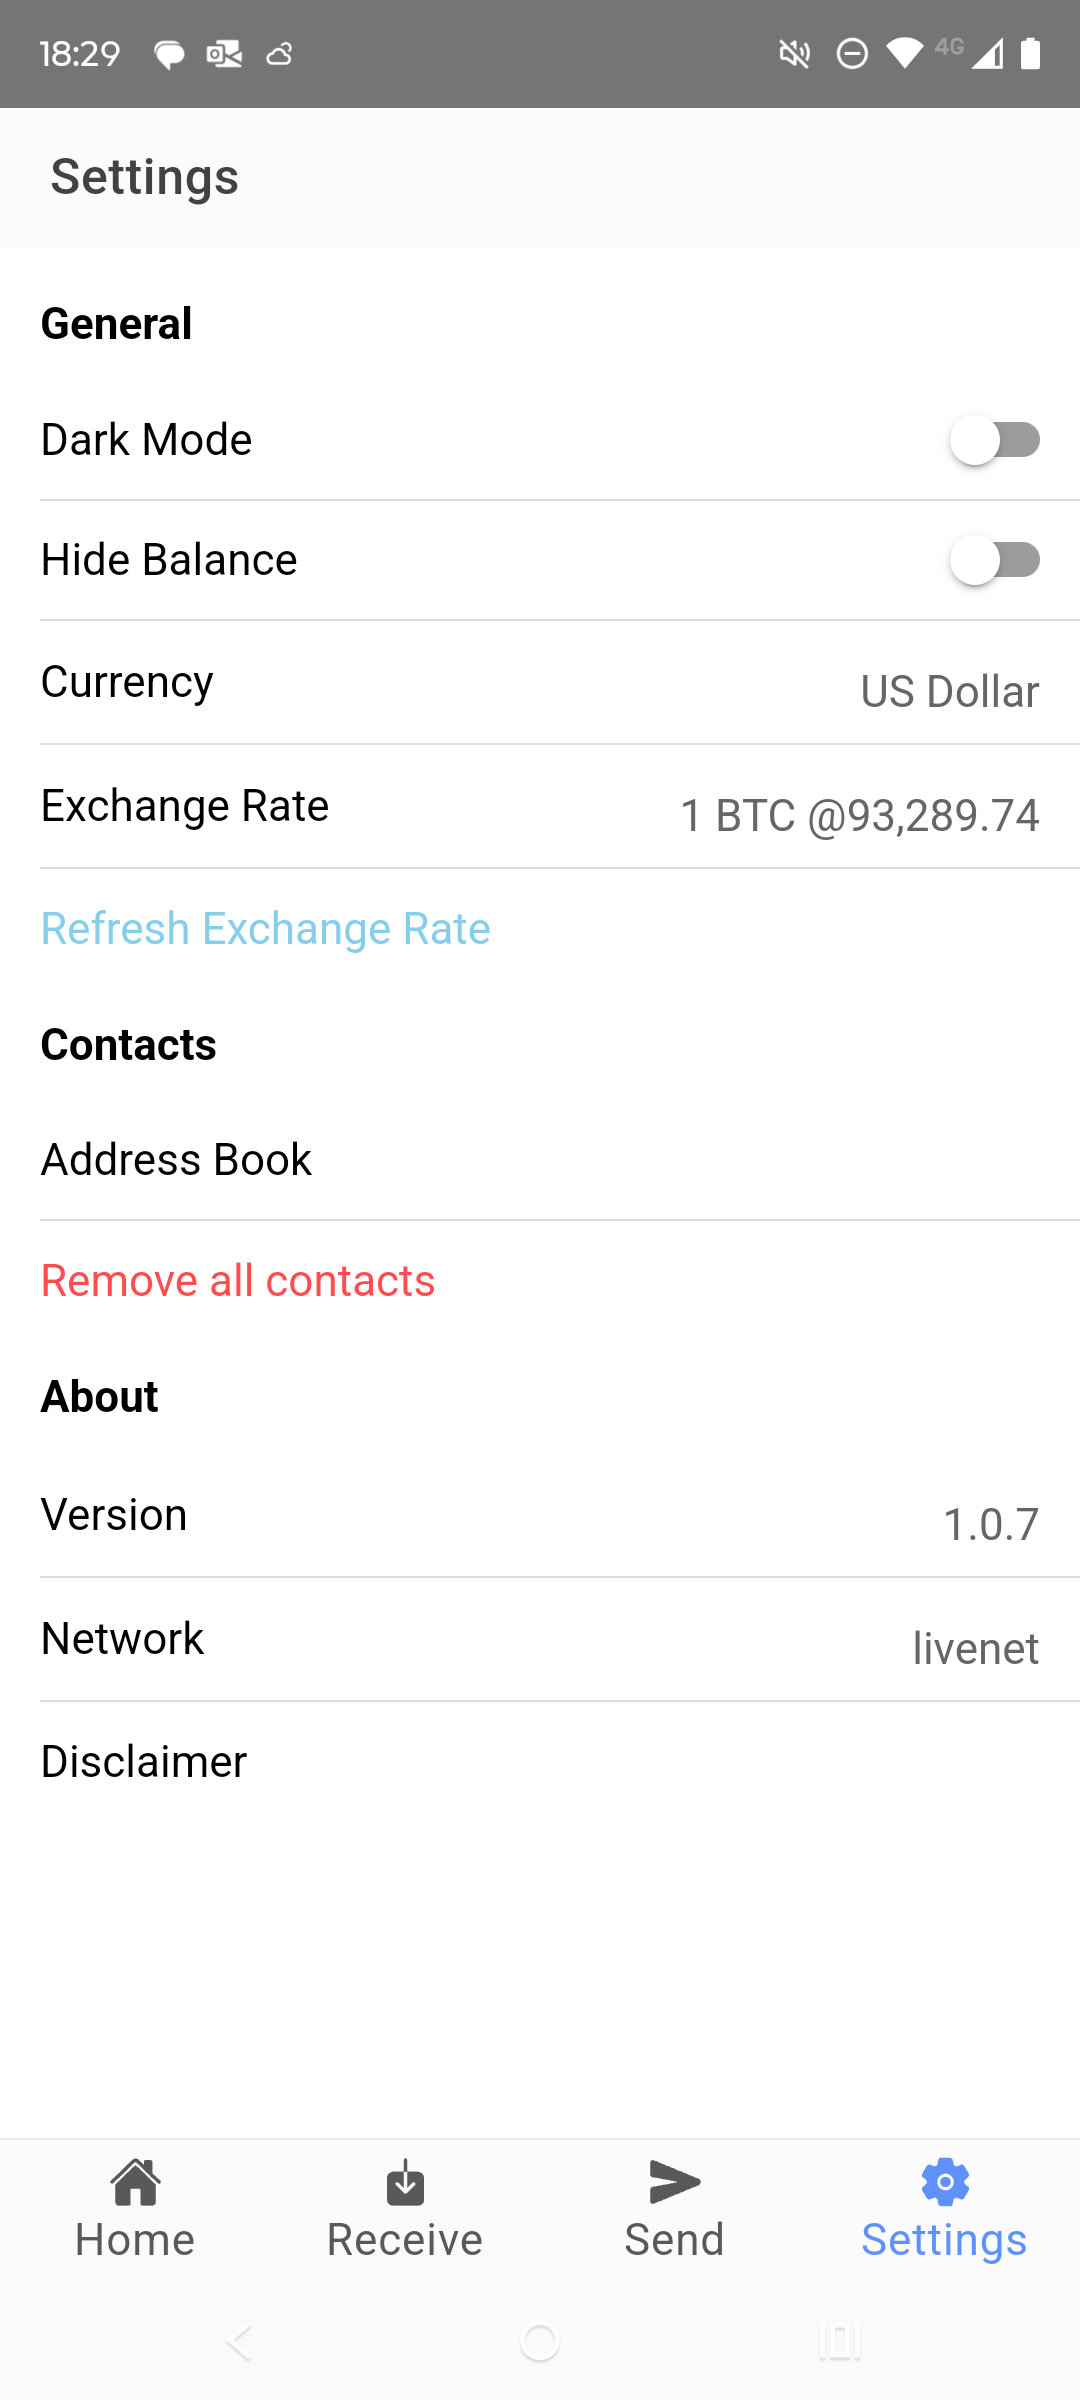 18:29
4G
Settings
General
Dark Mode
Hide Balance
Currency
US Dollar
Exchange Rate
1 BTC @93,289.74
Refresh Exchange Rate
Contacts
Address Book
Remove all contacts
About
Version
1.0.7
Network
livenet
Disclaimer
Home
Receive
Send
Settings